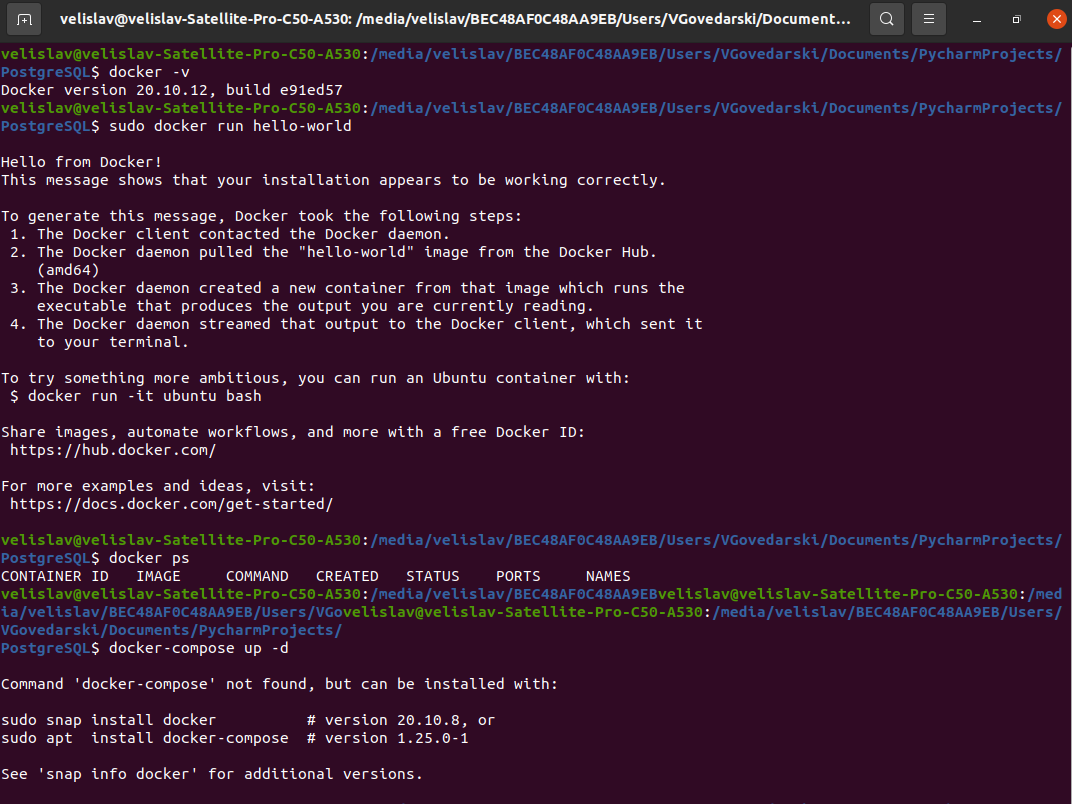 velislav@velislav-Satellite-Pro-C50-A530: /media/velislav/BEC48AF0C48AA9EB/Users/VGovedarski/Document...
velislav@velislav-Satellite-Pro-C50-A530:/media/velislav/BEC48AF0C48AA9EB/Users/VGovedarski/Documents/PycharmProjects/
PostgreSQL$ docker -v
Docker version 20.10.12, build e91ed57
velislav@velislav-Satellite-Pro-C50-A530:/media/velislav/BEC48AF0C48AA9EB/Users/VGovedarski/Documents/PycharmProjects/
PostgreSQL$ sudo docker run hello-world
Hello from Docker!
This message shows that your installation appears to be working correctly.
To generate this message, Docker took the following steps:
1. The Docker client contacted the Docker daemon.
2. The Docker daemon pulled the "hello-world" image from the Docker Hub.
(amd64)
3. The Docker daemon created a new container from that image which runs the
executable that produces the output you are currently reading.
4. The Docker daemon streamed that output to the Docker client, which sent it
to your terminal.
To try something more ambitious, you can run an Ubuntu container with:
$ docker run -it ubuntu bash
Share images, automate workflows, and more with a free Docker ID:
https://hub.docker.com/
For more examples and ideas, visit:
https://docs.docker.com/get-started/
velislav@velislav-Satellite-Pro-C50-A530:/media/velislav/BEC48AF0C48AA9EB/Users/VGovedarski/Documents/PycharmProjects/
PostgreSQL$ docker ps
CONTAINER ID   IMAGE     COMMAND   CREATED   STATUS    PORTS     NAMES
velislav@velislav-Satellite-Pro-C50-A530:/media/velislav/BEC48AF0C48AA9EBvelislav@velislav-Satellite-Pro-C50-A530:/med
ia/velislav/BEC48AF0C48AA9EB/Users/VGovelislav@velislav-Satellite-Pro-C50-A530:/media/velislav/BEC48AF0C48AA9EB/Users/
VGovedarski/Documents/PycharmProjects/
PostgreSQL$ docker-compose up -d
Command 'docker-compose' not found, but can be installed with:
sudo snap install docker          # version 20.10.8, or
sudo apt  install docker-compose  # version 1.25.0-1
See 'snap info docker' for additional versions.